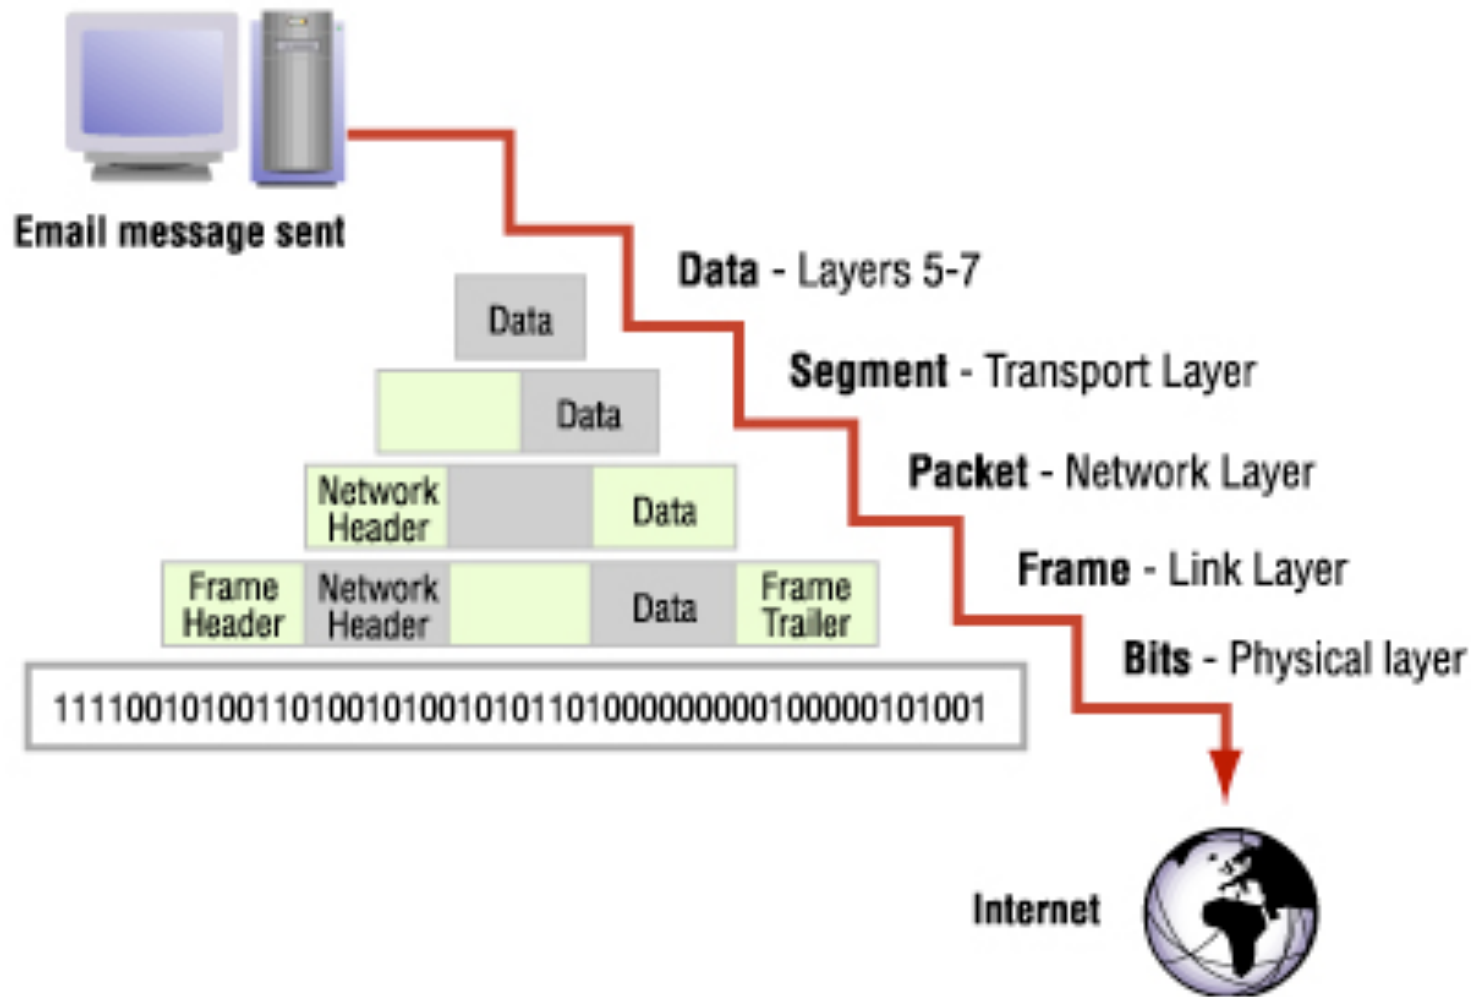 Email message sent
Data - Layers 5-7
Data
Segment - Transport Layer
Data
Packet - Network Layer
Network
Header
Data
Frame - Link Layer
Frame
Header
Network
Header
Data
Frame
Trailer
Bits - Physical layer
1111001010011010010100101011010000000000100000101001
Internet